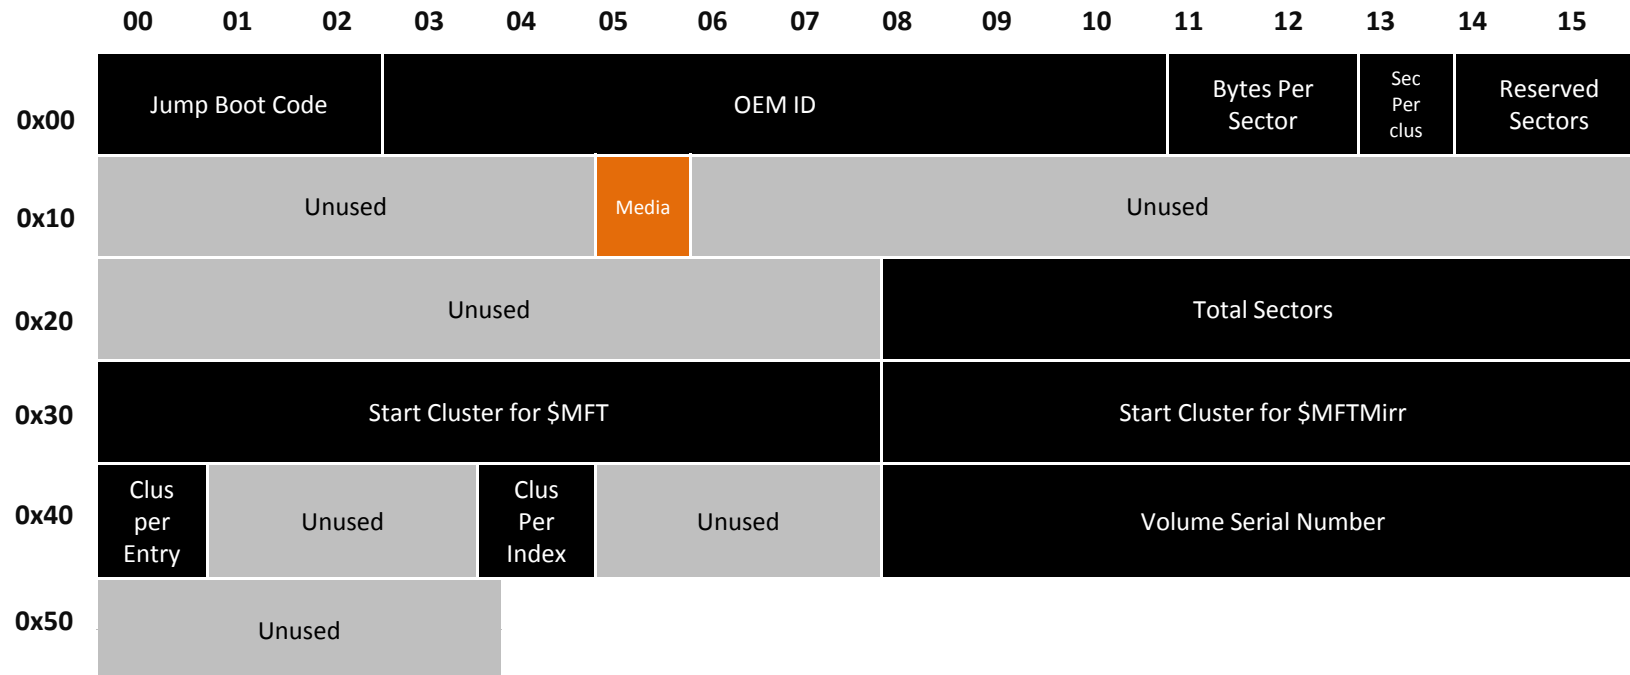 00 01 02 03 04 05 06 07 08 09 10 11 12 13 14 15
0x00
Jump Boot Code
OEM ID
Bytes Per
Sector
Sec
Per
clus
Reserved
Sectors
0x10
Unused
Media
Unused
0x20
Unused
Total Sectors
0x30
Start Cluster for $MFT
Start Cluster for $MFTMirr
0x40
Clus
per
Entry
Unused
Clus
Per
Index
Unused
Volume Serial Number
0x50
Unused